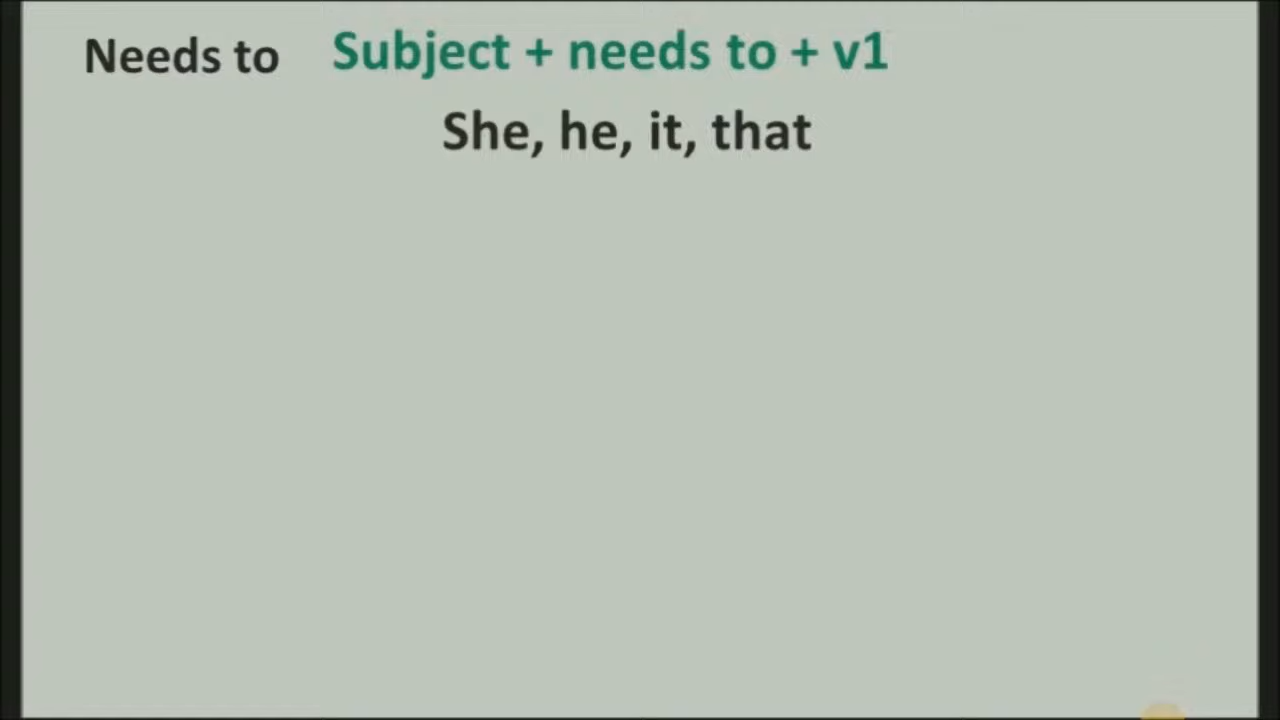 Needs to Subject + needs to + v1
She, he, it, that